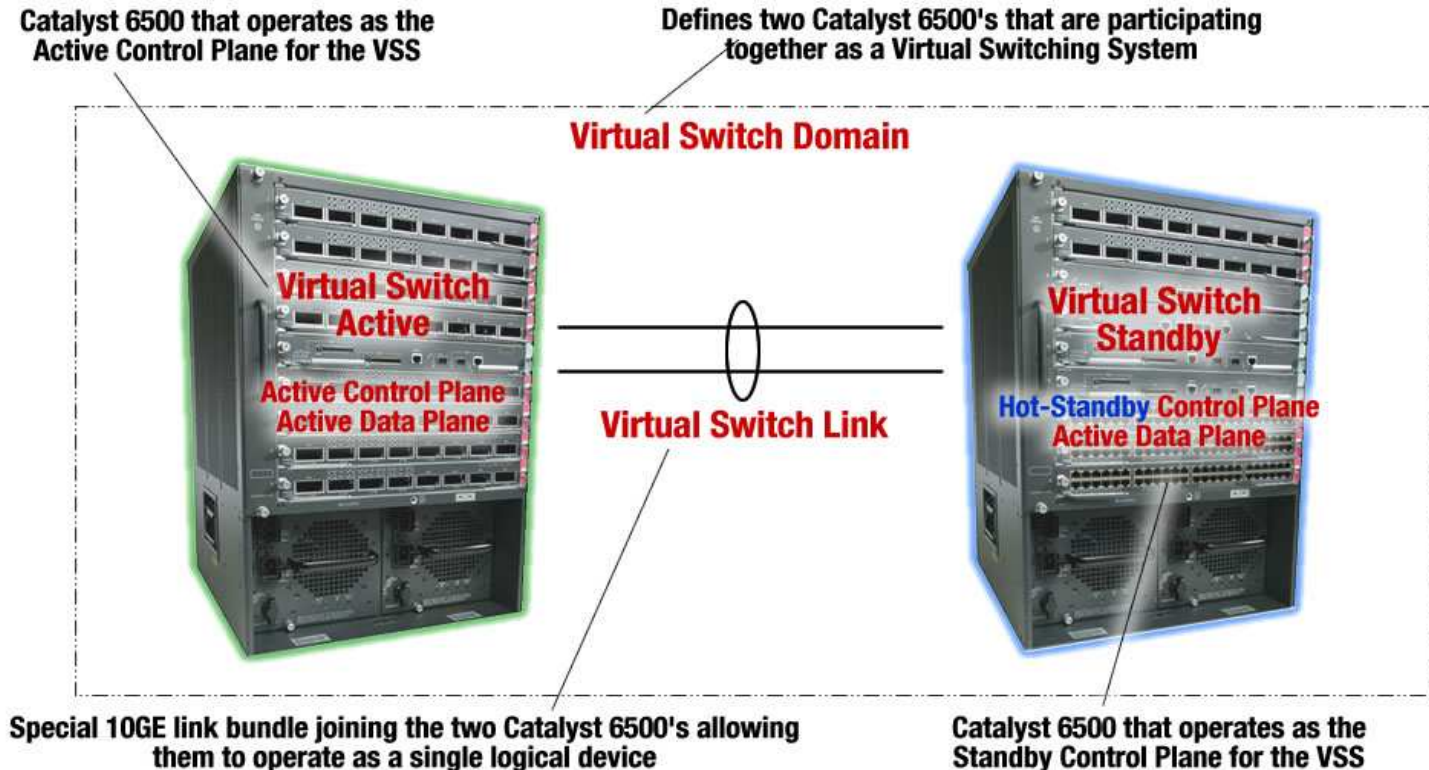 Catalyst 6500 that operates as the
Active Control Plane for the VSS
Defines two Catalyst 6500's that are participating
together as a Virtual Switching System
Virtual Switch Domain
Virtual Switch
Active
Active Control Plane
Active Data Plane
Virtual Switch Link
Virtual Switch
Standby
Hot-Standby Control Plane
Active Data Plane
Special 10GE link bundle joining the two Catalyst 6500's allowing
them to operate as a single logical device
Catalyst 6500 that operates as the
Standby Control Plane for the VSS